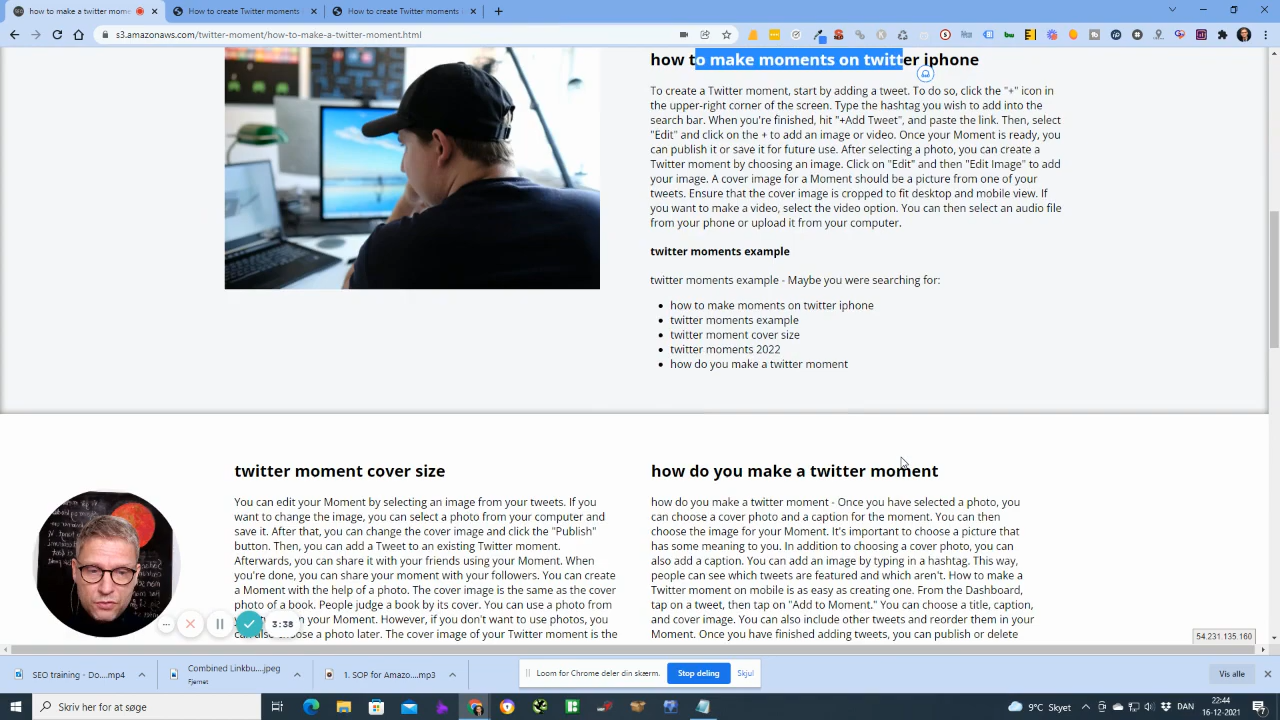 how to make a twitter mome
How to create Twitter moments
How to create Twitter moments
s3.amazonaws.com/twitter-moment/how-to-make-a-twitter-moment.html
how to make moments on twitter iphone
To create a Twitter moment, start by adding a tweet. To do so, click the "+" icon in
the upper-right corner of the screen. Type the hashtag you wish to add into the
search bar. When you're finished, hit "+Add Tweet", and paste the link. Then, select
"Edit" and click on the + to add an image or video. Once your Moment is ready, you
can publish it or save it for future use. After selecting a photo, you can create a
Twitter moment by choosing an image. Click on "Edit" and then "Edit Image" to add
your image. A cover image for a Moment should be a picture from one of your
tweets. Ensure that the cover image is cropped to fit desktop and mobile view. If
you want to make a video, select the video option. You can then select an audio file
from your phone or upload it from your computer.
twitter moments example
twitter moments example - Maybe you were searching for:
how to make moments on twitter iphone
twitter moments example
twitter moment cover size
twitter moments 2022
how do you make a twitter moment
twitter moment cover size
You can edit your Moment by selecting an image from your tweets. If you
want to change the image, you can select a photo from your computer and
save it. After that, you can change the cover image and click the "Publish"
button. Then, you can add a Tweet to an existing Twitter moment.
Afterwards, you can share it with your friends using your Moment. When
you're done, you can share your moment with your followers. You can create
a Moment with the help of a photo. The cover image is the same as the cover
photo of a book. People judge a book by its cover. You can use a photo from
in your Moment. However, if you don't want to use photos, you
can also choose a photo later. The cover image of your Twitter moment is the
how do you make a twitter moment
how do you make a twitter moment - Once you have selected a photo, you
can choose a cover photo and a caption for the moment. You can then
choose the image for your Moment. It's important to choose a picture that
has some meaning to you. In addition to choosing a cover photo, you can
also add a caption. You can add an image by typing in a hashtag. This way,
people can see which tweets are featured and which aren't. How to make a
Twitter moment on mobile is as easy as creating one. From the Dashboard,
tap on a tweet, then tap on "Add to Moment." You can choose a title, caption,
and cover image. You can also include other tweets and reorder them in your
Moment. Once you have finished adding tweets, you can publish or delete
3:38
54.231.135.160
SEO training - Do....mp4
Combined Linkbu....jpeg
Fjernet
1. SOP for Amazo....mp4
Loom for Chrome deler din skærm.
Stop deling
Skjul
Vis alle
Skriv her for at søge
9°C Skyet
DAN
22:44
16-12-2021